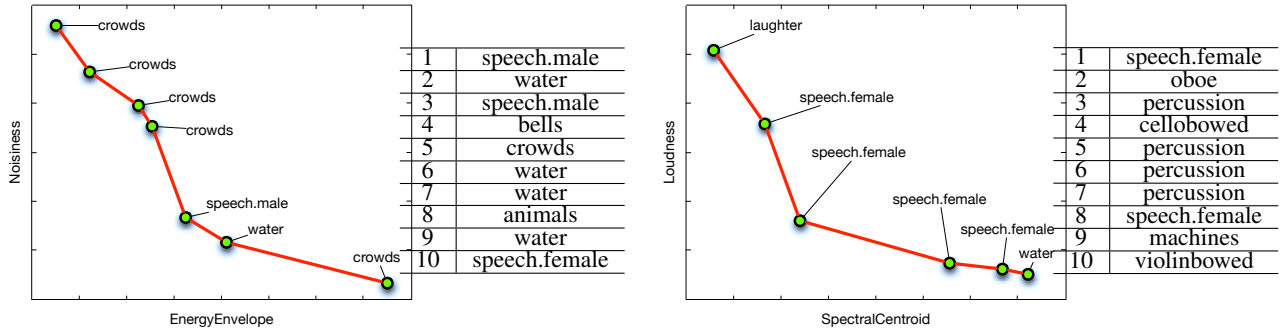 crowds
crowds
crowds
crowds
speech.male
water
crowds
Noisiness
EnergyEnvelope
1 speech.male
2 water
3 speech.male
4 bells
5 crowds
6 water
7 water
8 animals
9 water
10 speech.female
laughter
speech.female
speech.female
speech.female
speech.female
water
Loudness
SpectralCentroid
1 speech.female
2 oboe
3 percussion
4 cellobowed
5 percussion
6 percussion
7 percussion
8 speech.female
9 machines
10 violinbowed